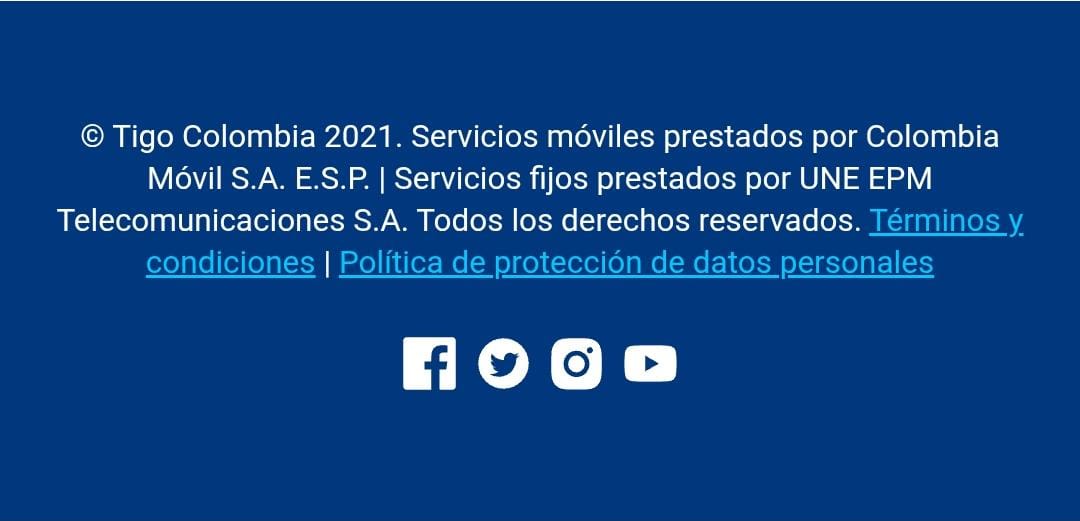 © Tigo Colombia 2021. Servicios móviles prestados por Colombia
Móvil S.A. E.S.P. | Servicios fijos prestados por UNE EPM
Telecomunicaciones S.A. Todos los derechos reservados. Términos y
condiciones | Política de protección de datos personales